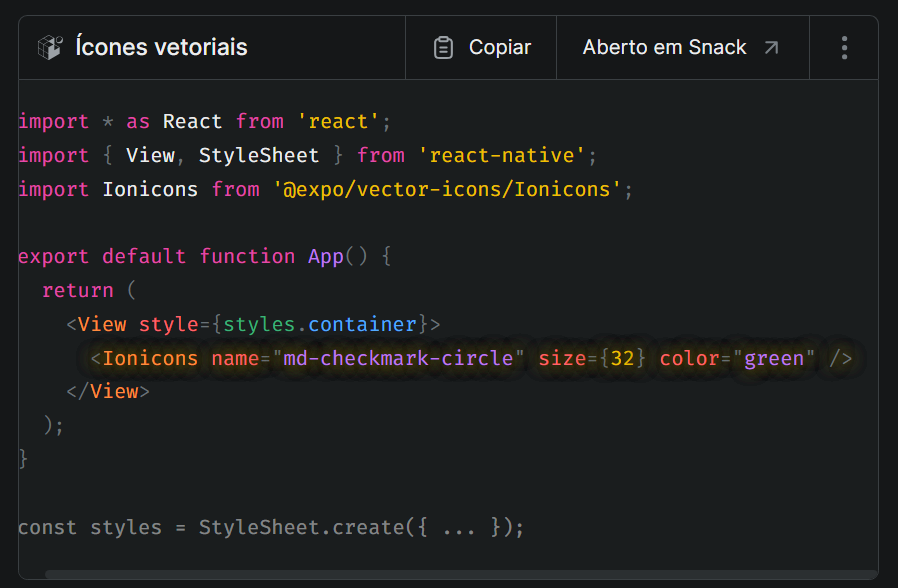 Ícones vetoriais
Copiar
Aberto em Snack
import * as React from 'react';
import { View, StyleSheet } from 'react-native';
import Ionicons from '@expo/vector-icons/Ionicons';
export default function App() {
return (
<View style={styles.container}>
<Ionicons name="md-checkmark-circle" size={32} color="green" />
</View>
);
}
const styles = StyleSheet.create({ ... });